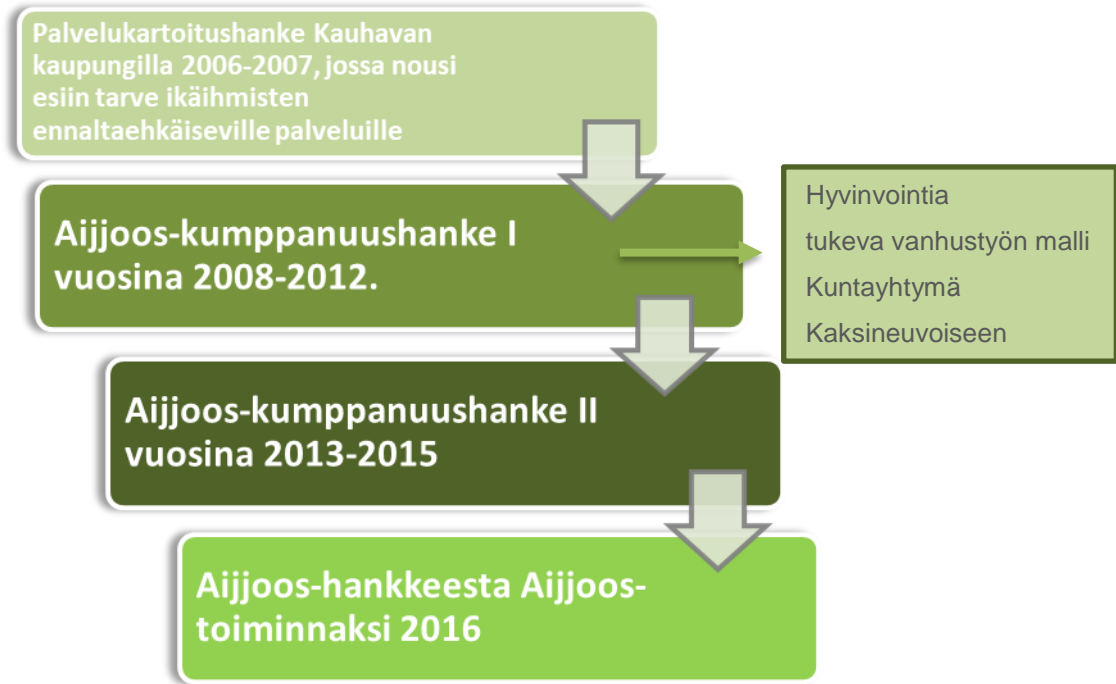 Palvelukartoitushanke Kauhavan
kaupungilla 2006-2007, jossa nousi
esiin tarve ikäihmisten
ennaltaehkäiseville palveluille
Aijjoos-kumppanuushanke I
vuosina 2008-2012.
Hyvinvointia
tukeva vanhustyön malli
Kuntayhtymä
Kaksineuvoiseen
Aijjoos-kumppanuushanke II
vuosina 2013-2015
Aijjoos-hankkeesta Aijjoos-
toiminnaksi 2016